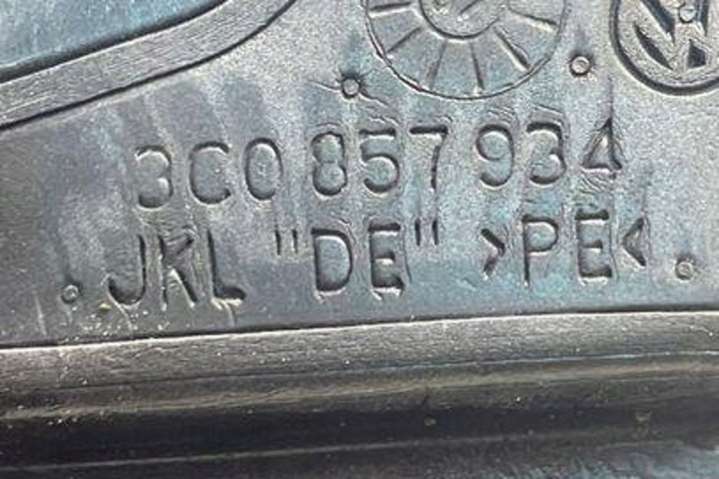 3C0 857 934
JKL "DE" >PE<